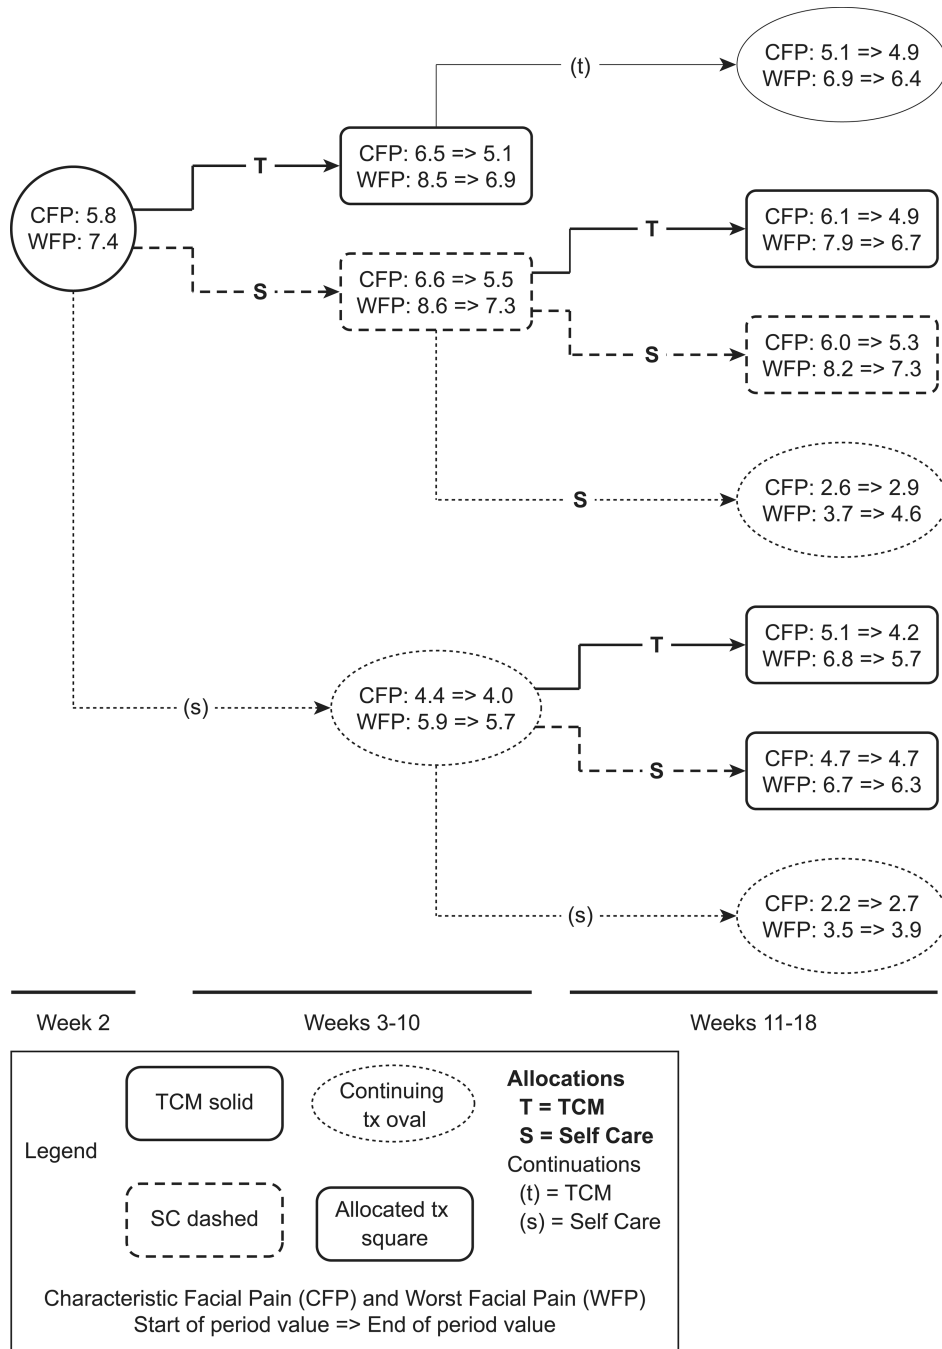 CFP: 5.1 => 4.9
WFP: 6.9 => 6.4
(t)
CFP: 6.5 => 5.1
WFP: 8.5 => 6.9
T
CFP: 5.8
WFP: 7.4
S
CFP: 6.6 => 5.5
WFP: 8.6 => 7.3
T
CFP: 6.1 => 4.9
WFP: 7.9 => 6.7
S
CFP: 6.0 => 5.3
WFP: 8.2 => 7.3
S
CFP: 2.6 => 2.9
WFP: 3.7 => 4.6
(s)
CFP: 4.4 => 4.0
WFP: 5.9 => 5.7
T
CFP: 5.1 => 4.2
WFP: 6.8 => 5.7
S
CFP: 4.7 => 4.7
WFP: 6.7 => 6.3
(s)
CFP: 2.2 => 2.7
WFP: 3.5 => 3.9
Week 2
Weeks 3-10
Weeks 11-18
Legend
TCM solid
Continuing
tx oval
SC dashed
Allocated tx
square
Allocations
T = TCM
S = Self Care
Continuations
(t) = TCM
(s) = Self Care
Characteristic Facial Pain (CFP) and Worst Facial Pain (WFP)
Start of period value => End of period value